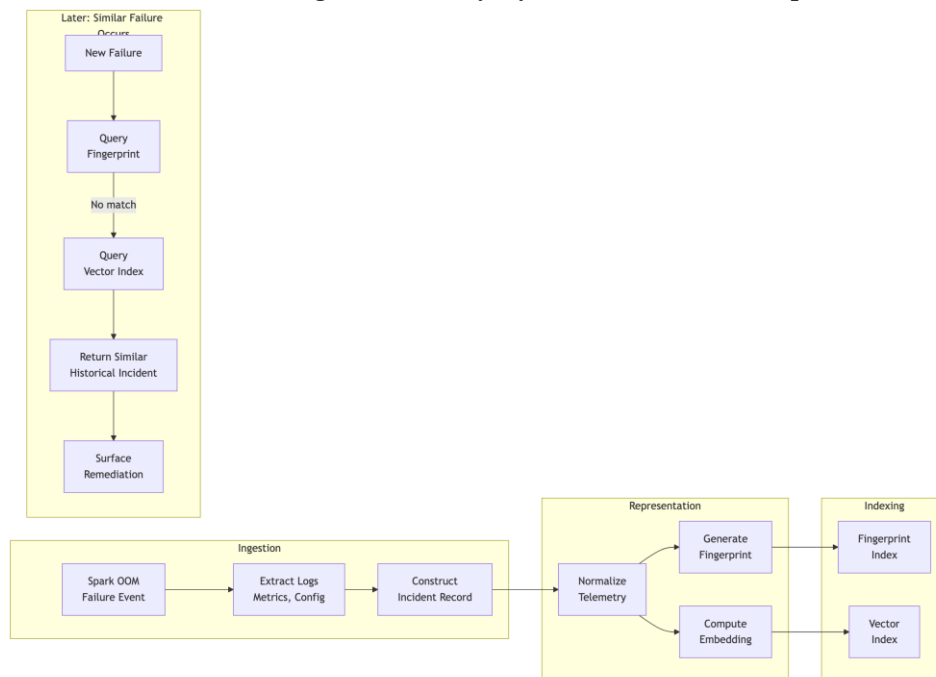 Later: Similar Failure
Occurs
New Failure
Query
Fingerprint
No match
Query
Vector Index
Return Similar
Historical Incident
Surface
Remediation
Ingestion
Spark OOM
Failure Event
Extract Logs
Metrics, Config
Construct
Incident Record
Representation
Normalize
Telemetry
Generate
Fingerprint
Compute
Embedding
Indexing
Fingerprint
Index
Vector
Index